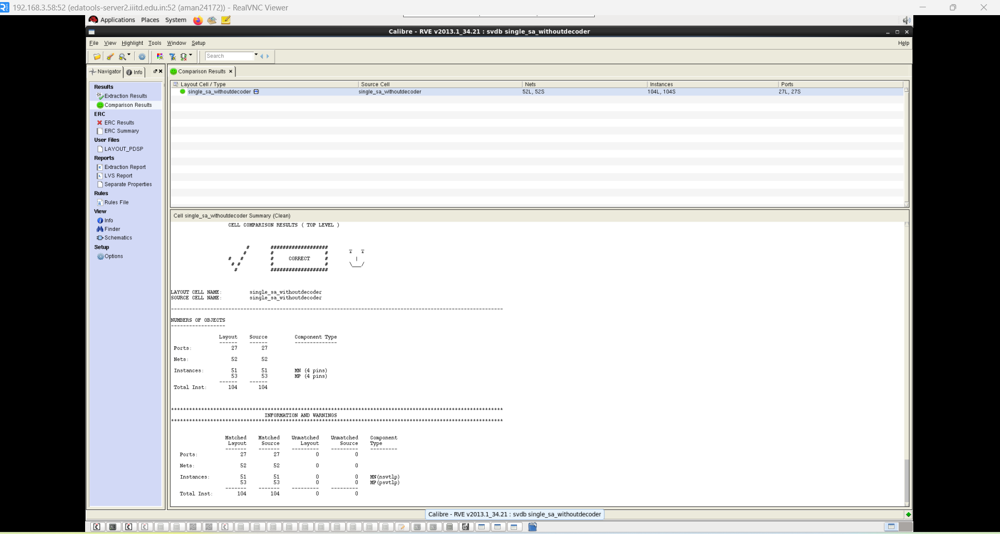 192.168.3.58:52 (edatools-server2.iiitd.edu.in:52 (aman24172)) - RealVNC Viewer
Applications Places System
Calibre - RVE v2013.1_34.21 : svdb single_sa_withoutdecoder
File View Highlight Tools Window Setup Help
Search
Navigator Info
Comparison Results
Results
Extraction Results
Comparison Results
ERC
ERC Results
ERC Summary
User Files
LAYOUT_PDSP
Reports
Extraction Report
LVS Report
Separate Properties
Rules
Rules File
View
Info
Finder
Schematics
Setup
Options
Layout Cell / Type Source Cell Nets Instances Ports
single_sa_withoutdecoder single_sa_withoutdecoder 52L, 52S 104L, 104S 27L, 27S
Cell single_sa_withoutdecoder Summary (Clean)
CELL COMPARISON RESULTS ( TOP LEVEL )
# ################### _ _
# # # * *
# # # CORRECT # |
# # # # \___/
# ###################
LAYOUT CELL NAME: single_sa_withoutdecoder
SOURCE CELL NAME: single_sa_withoutdecoder
NUMBERS OF OBJECTS
Layout Source Component Type
Ports: 27 27
Nets: 52 52
Instances: 51 51 MN (4 pins)
53 53 MP (4 pins)
Total Inst: 104 104
INFORMATION AND WARNINGS
Matched Matched Unmatched Unmatched Component
Layout Source Layout Source Type
Ports: 27 27 0 0
Nets: 52 52 0 0
Instances: 51 51 0 0 MN(nsvtlp)
53 53 0 0 MP(psvtlp)
Total Inst: 104 104 0 0
Calibre - RVE v2013.1_34.21 : svdb single_sa_withoutdecoder